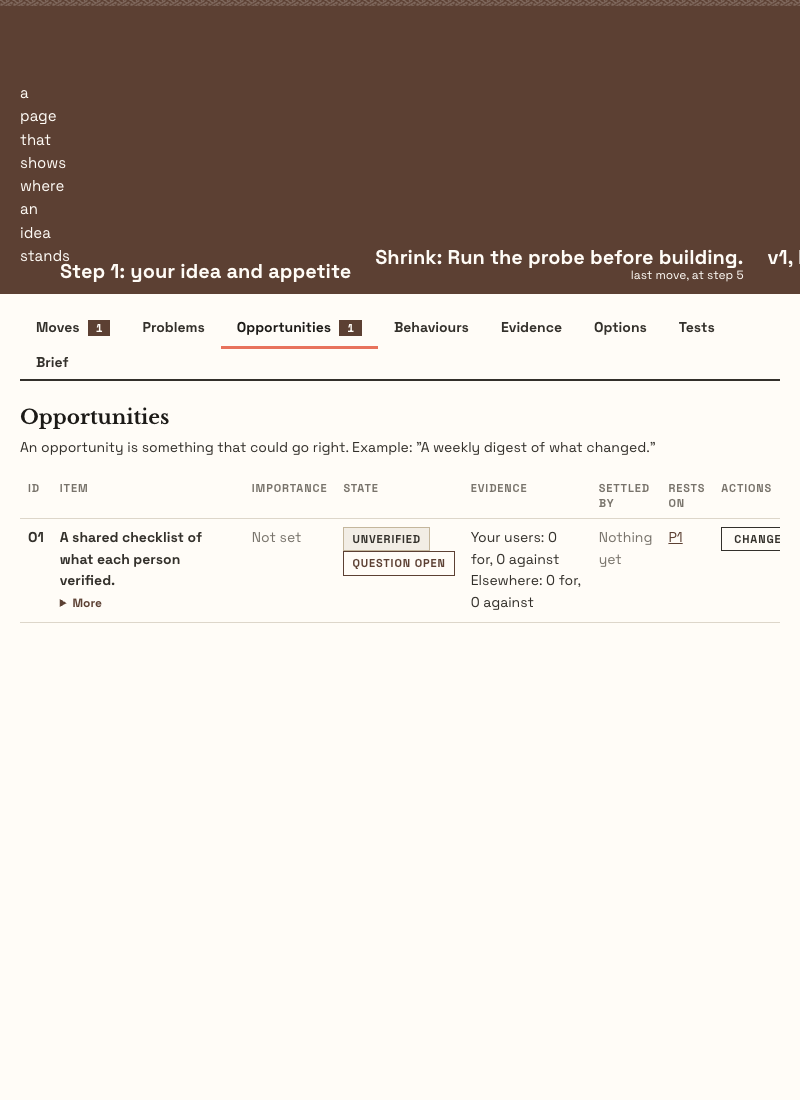 a
page
that
shows
where
an
idea
stands
Step 1: your idea and appetite
Shrink: Run the probe before building.
last move, at step 5
v1,
Moves 1 Problems Opportunities 1 Behaviours Evidence Options Tests
Brief
Opportunities
An opportunity is something that could go right. Example: "A weekly digest of what changed."
ID ITEM IMPORTANCE STATE EVIDENCE SETTLED BY RESTS ON ACTIONS
O1 A shared checklist of what each person verified. Not set UNVERIFIED QUESTION OPEN Your users: 0 for, 0 against Elsewhere: 0 for, 0 against Nothing yet P1 CHANGE
More